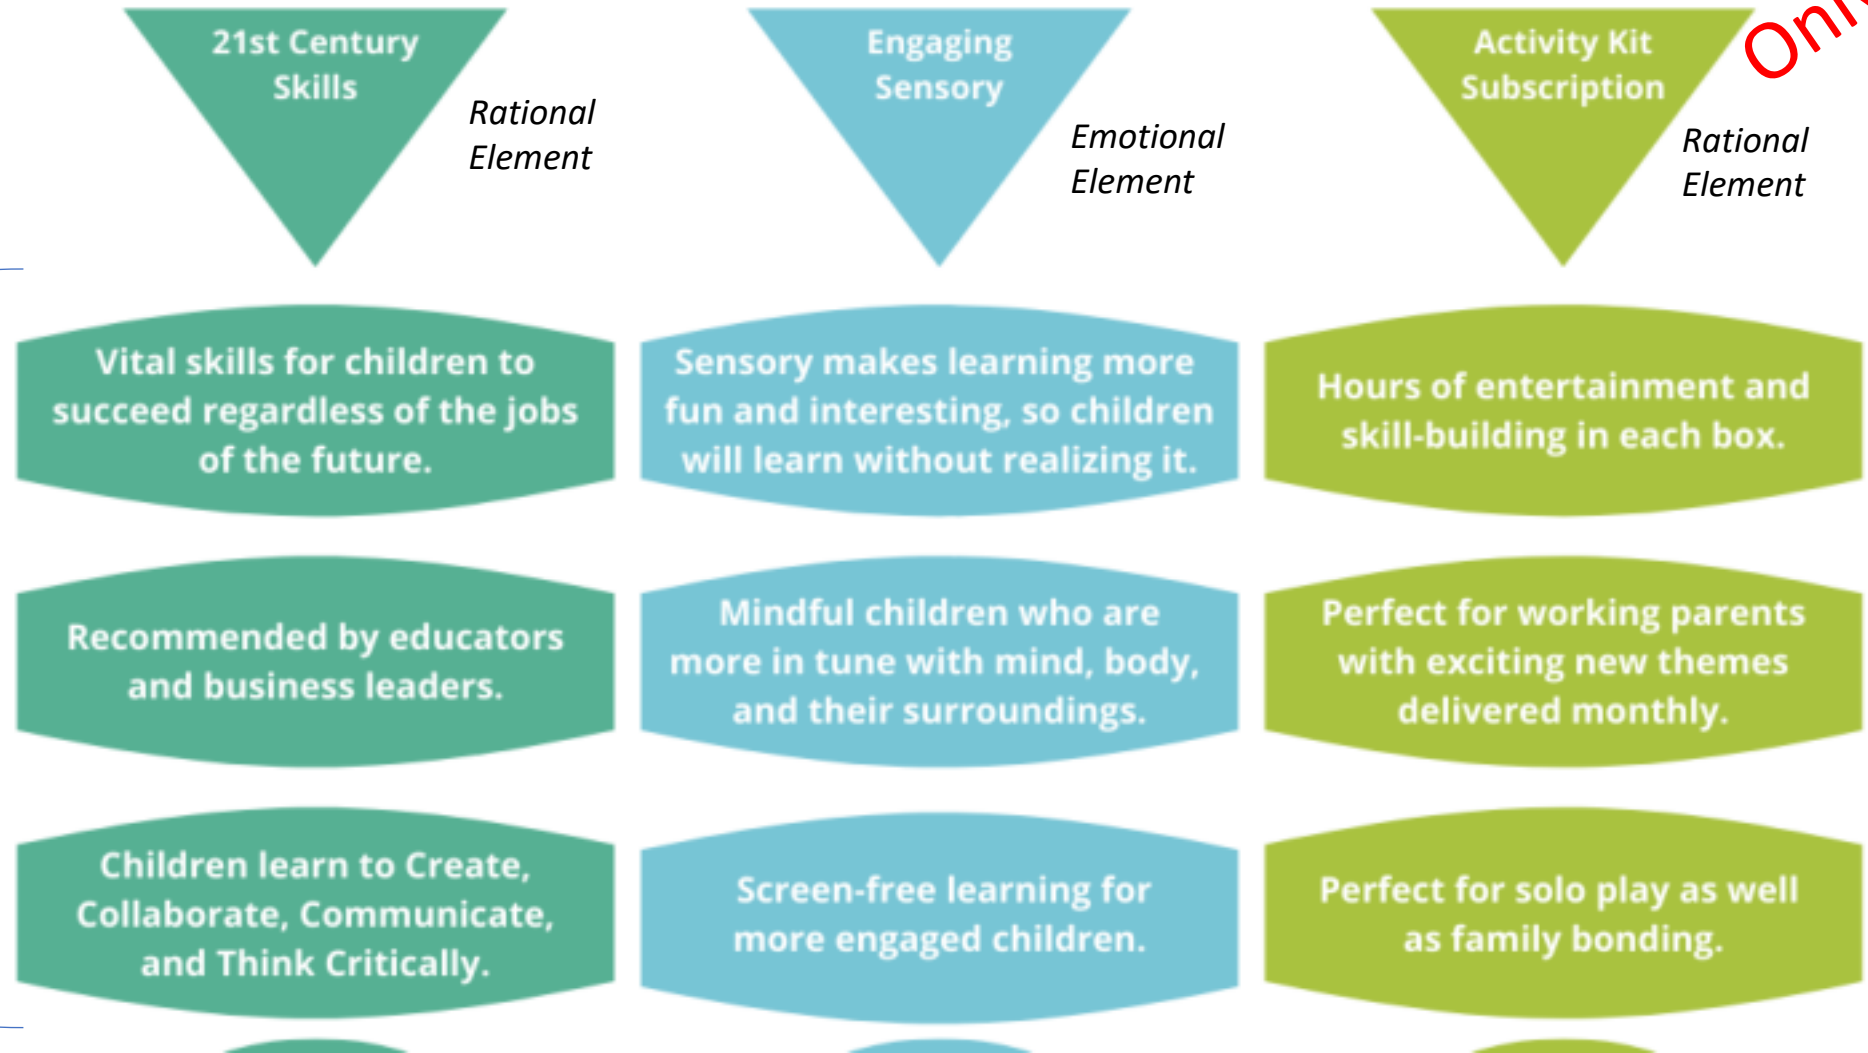 21st Century
Skills
Rational
Element
Engaging
Sensory
Emotional
Element
Activity Kit
Subscription
Rational
Element
Vital skills for children to
succeed regardless of the jobs
of the future.
Sensory makes learning more
fun and interesting, so children
will learn without realizing it.
Hours of entertainment and
skill-building in each box.
Recommended by educators
and business leaders.
Mindful children who are
more in tune with mind, body,
and their surroundings.
Perfect for working parents
with exciting new themes
delivered monthly.
Children learn to Create,
Collaborate, Communicate,
and Think Critically.
Screen-free learning for
more engaged children.
Perfect for solo play as well
as family bonding.